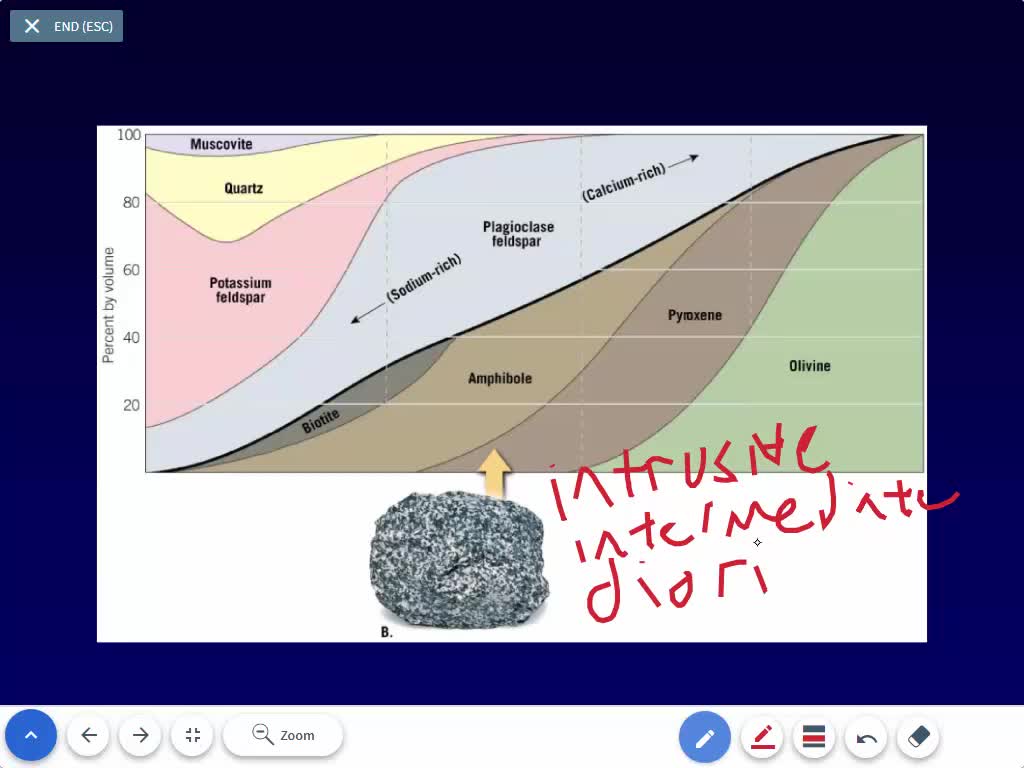 END (ESC)
100
Muscovite
Quartz
80
(Calcium-rich)
Plagioclase
feldspar
60
(Sodium-rich)
Potassium
feldspar
Percent by volume
40
Pyroxene
Amphibole
Olivine
20
Biotite
intrusive
intermediate
diori
B.
Zoom